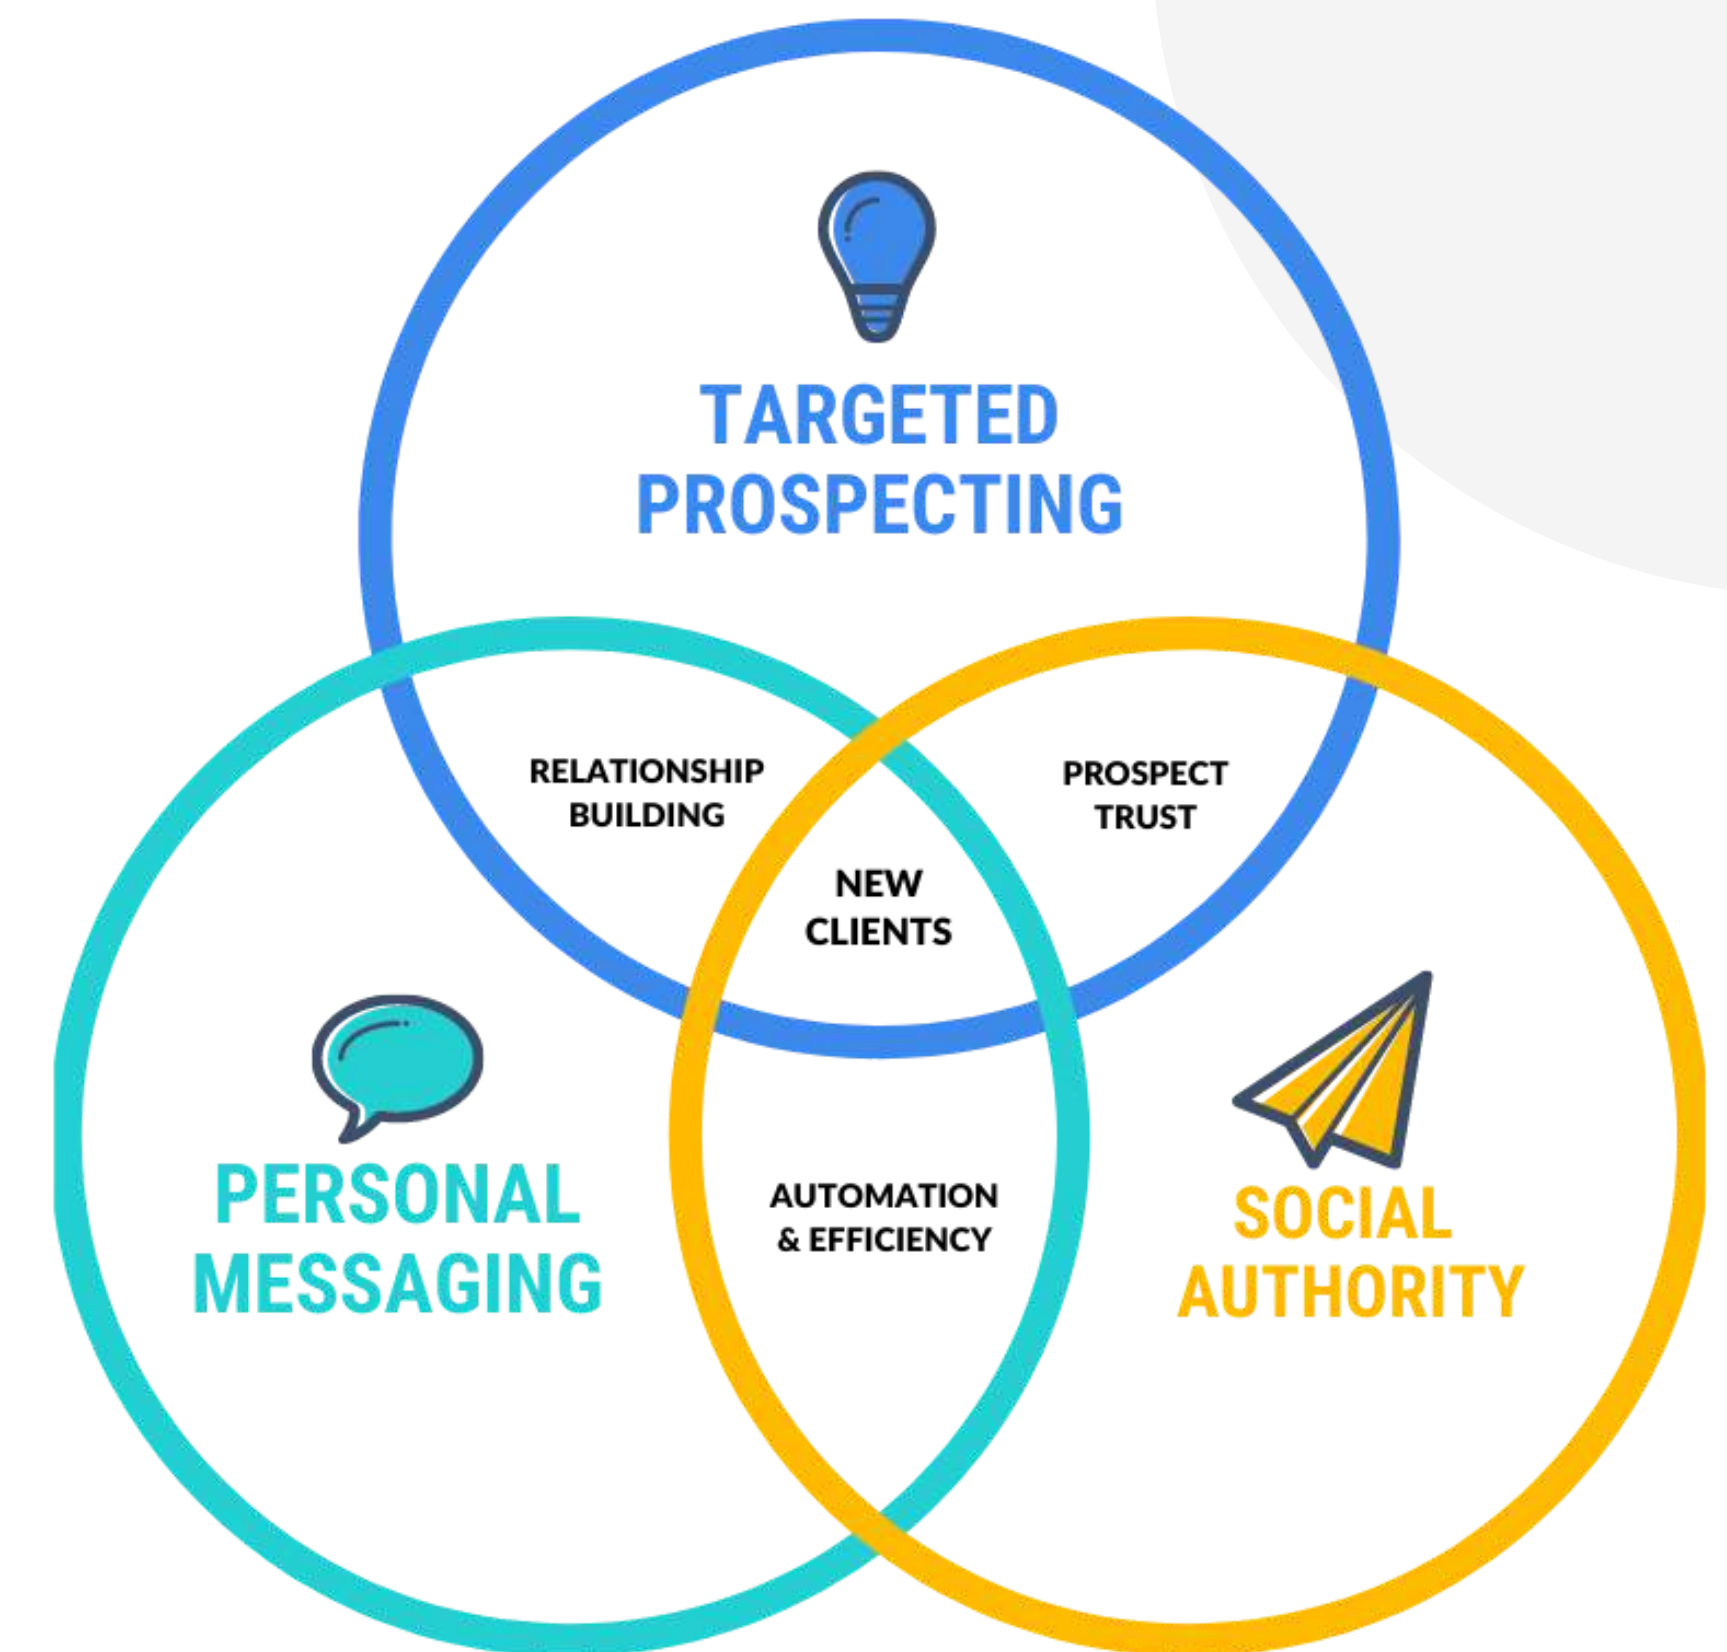 TARGETED
PROSPECTING
RELATIONSHIP
BUILDING
PROSPECT
TRUST
NEW
CLIENTS
PERSONAL
MESSAGING
AUTOMATION
& EFFICIENCY
SOCIAL
AUTHORITY